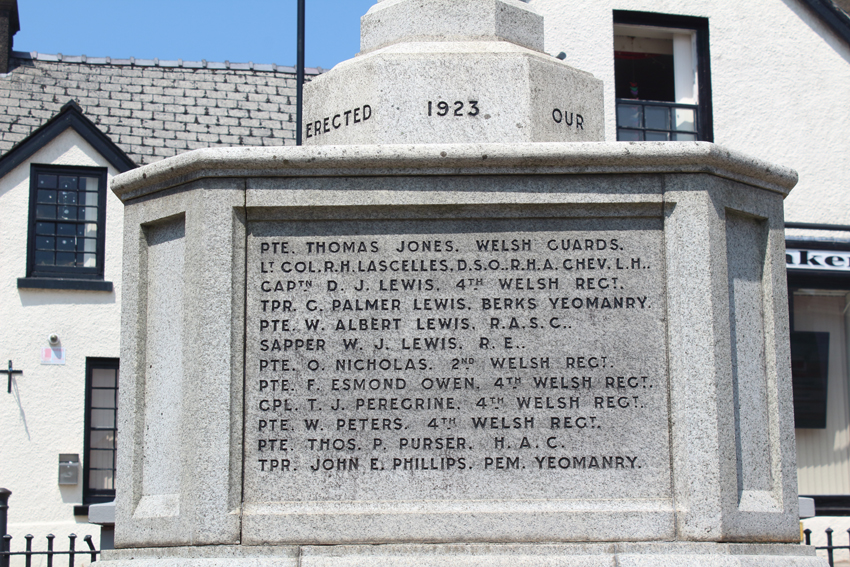 ERECTED 1923 OUR
PTE. THOMAS JONES. WELSH GUARDS.
LT COL. R.H. LASCELLES, D.S.O., R.H.A. CHEV. L.H..
CAPTN D. J. LEWIS. 4TH WELSH REGT.
TPR. G. PALMER LEWIS. BERKS YEOMANRY.
PTE. W. ALBERT LEWIS. R.A.S.C..
SAPPER W. J. LEWIS. R.E..
PTE. O. NICHOLAS. 2ND WELSH REGT.
PTE. F. ESMOND OWEN. 4TH WELSH REGT.
CPL. T. J. PEREGRINE. 4TH WELSH REGT.
PTE. W. PETERS. 4TH WELSH REGT.
PTE. THOS. P. PURSER. H.A.C.
TPR. JOHN E. PHILLIPS. PEM. YEOMANRY.